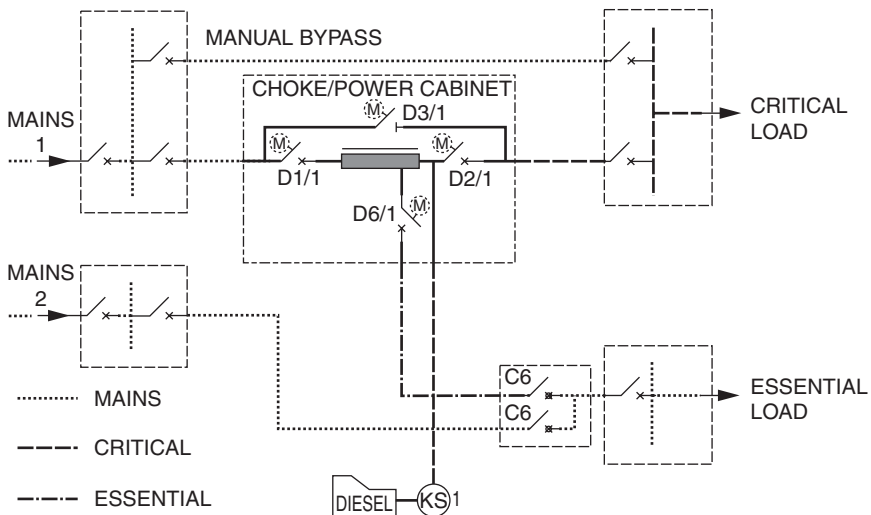 MANUAL BYPASS
CHOKE/POWER CABINET
M
D3/1
MAINS
1
CRITICAL
LOAD
M
M
D1/1
D2/1
D6/1
M
MAINS
2
C6
C6
ESSENTIAL
LOAD
MAINS
CRITICAL
ESSENTIAL
DIESEL
KS
1